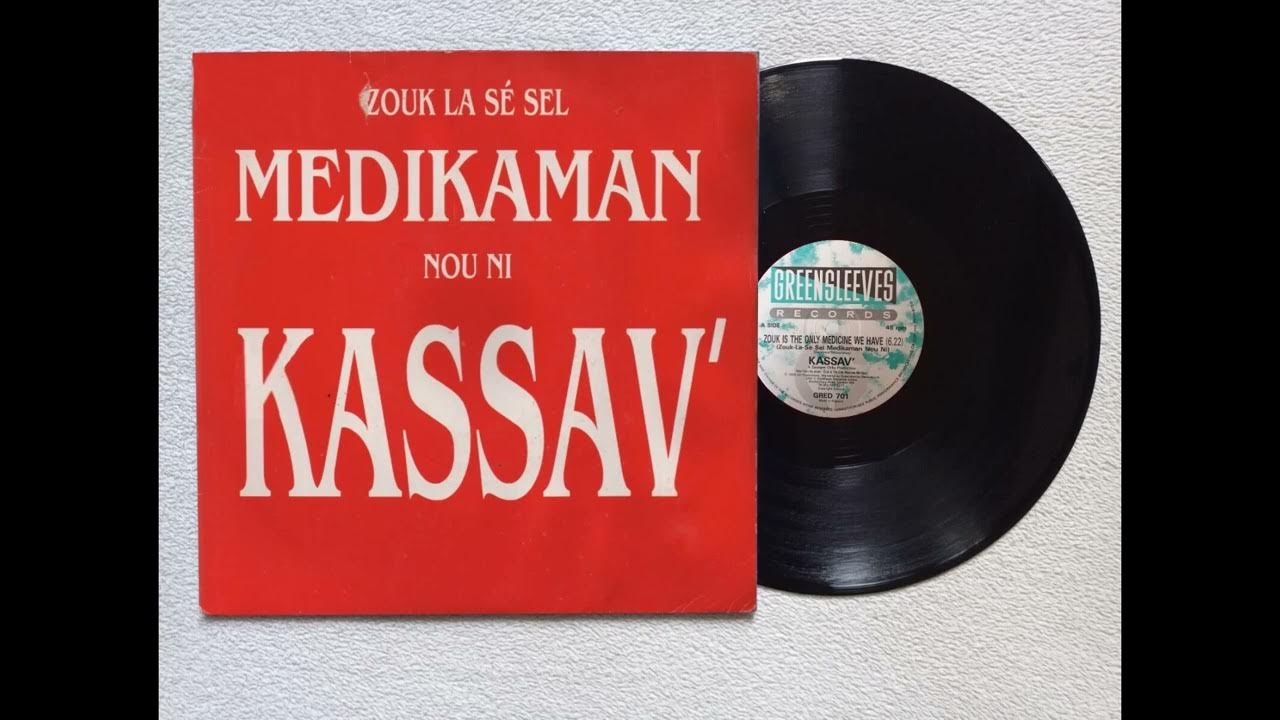 ZOUK LA SÉ SEL
MEDIKAMAN
NOU NI
KASSAV'
GREENSLEEVES
RECORDS
A SIDE
45 rpm
ZOUK IS THE ONLY MEDICINE WE HAVE (6.22)
(Zouk-La-Se Sel Medikaman Nou Ni)
KASSAV'
GRED 701